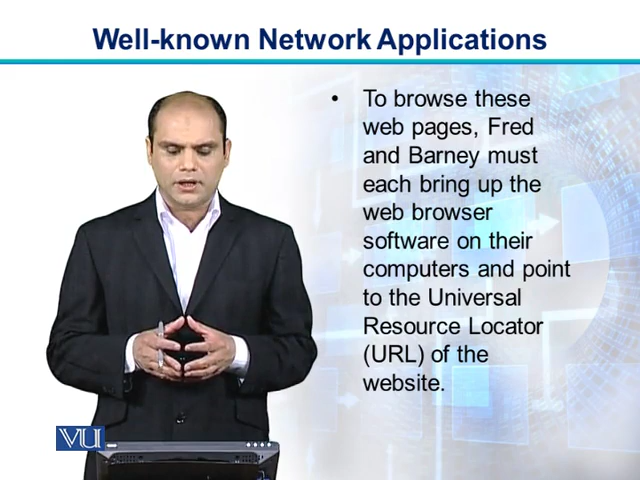 Well-known Network Applications
• To browse these
web pages, Fred
and Barney must
each bring up the
web browser
software on their
computers and point
to the Universal
Resource Locator
(URL) of the
website.
VU